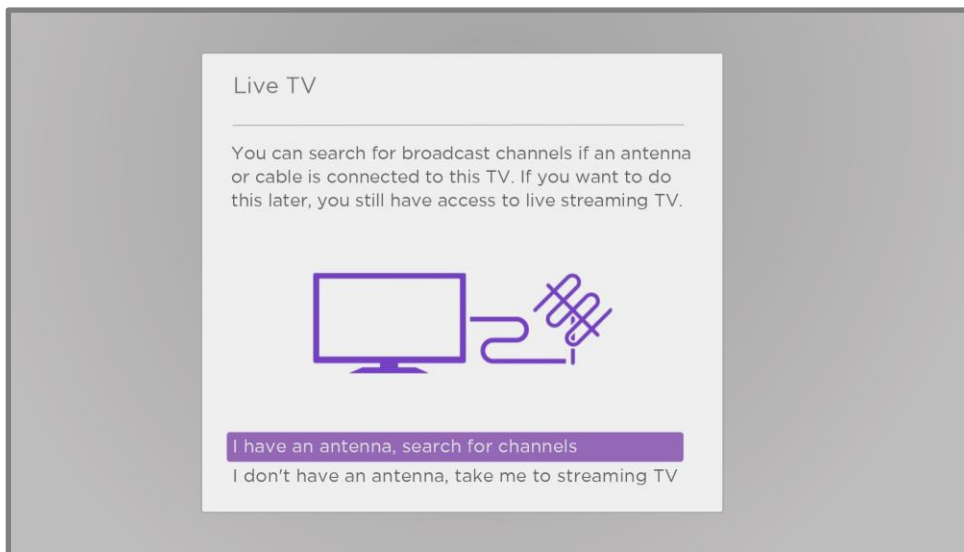 Live TV
You can search for broadcast channels if an antenna
or cable is connected to this TV. If you want to do
this later, you still have access to live streaming TV.
I have an antenna, search for channels
I don't have an antenna, take me to streaming TV